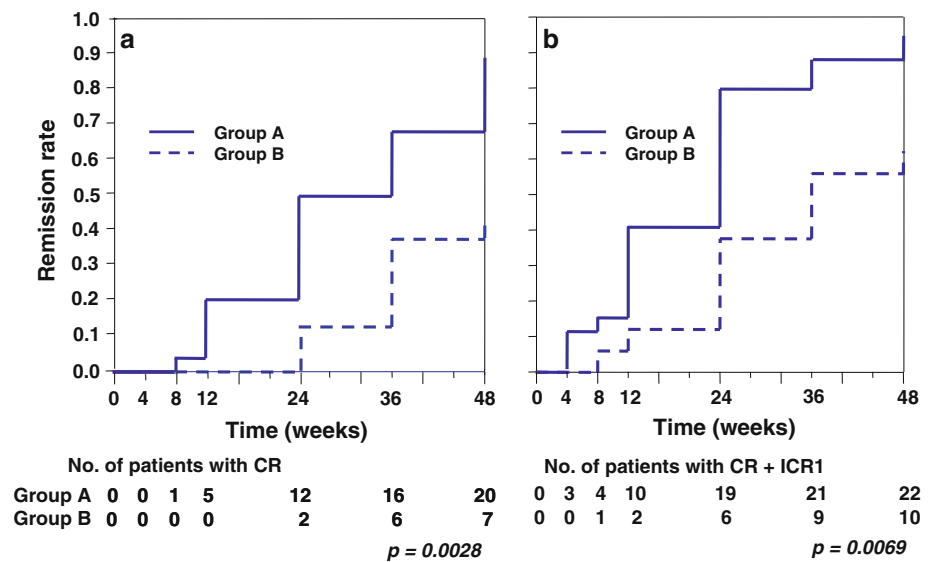 a
1.0
0.9
0.8
0.7
0.6
0.5
0.4
0.3
0.2
0.1
0.0
Remission rate
Group A
Group B
0 4 8 12 24 36 48
Time (weeks)
No. of patients with CR
Group A 0 0 1 5 12 16 20
Group B 0 0 0 0 2 6 7
p = 0.0028
b
Group A
Group B
0 4 8 12 24 36 48
Time (weeks)
No. of patients with CR + ICR1
0 3 4 10 19 21 22
0 0 1 2 6 9 10
p = 0.0069